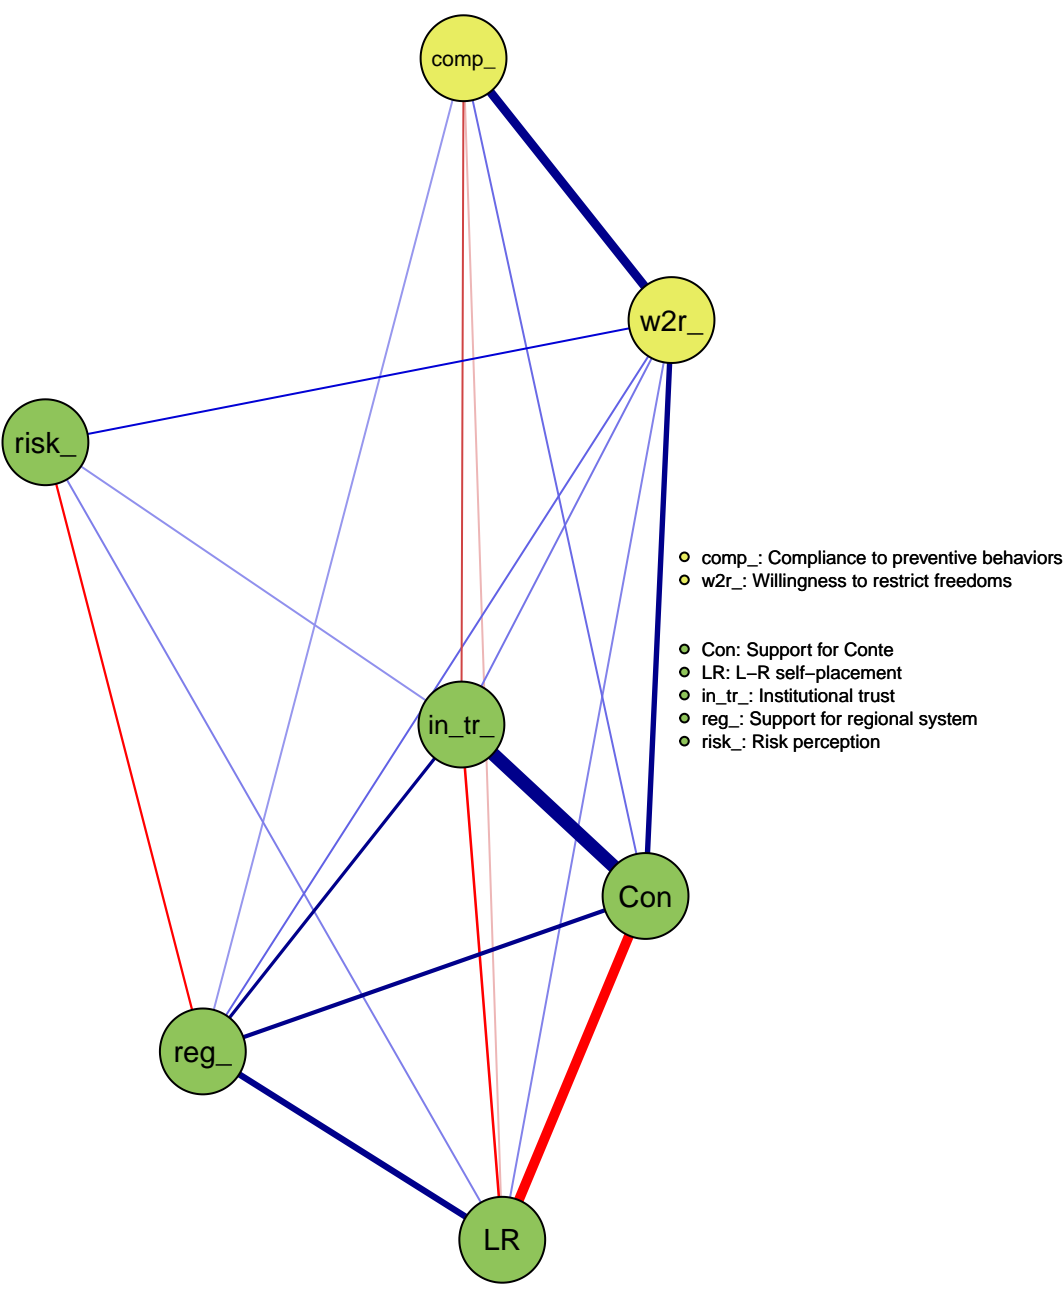 comp_
w2r_
risk_
comp_: Compliance to preventive behaviors
w2r_: Willingness to restrict freedoms
Con: Support for Conte
LR: L−R self−placement
in_tr_: Institutional trust
reg_: Support for regional system
risk_: Risk perception
in_tr_
Con
reg_
LR